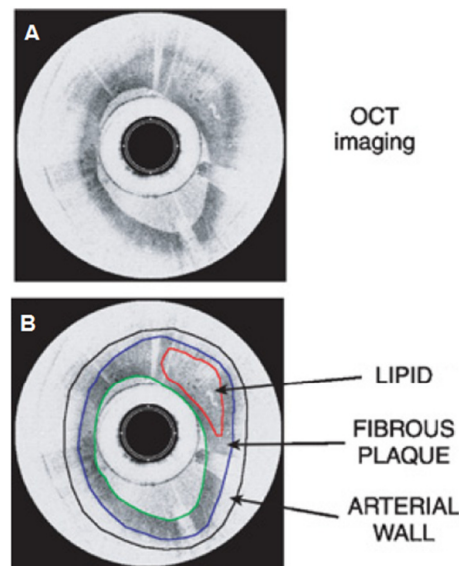 A
OCT
imaging
B
LIPID
FIBROUS
PLAQUE
ARTERIAL
WALL